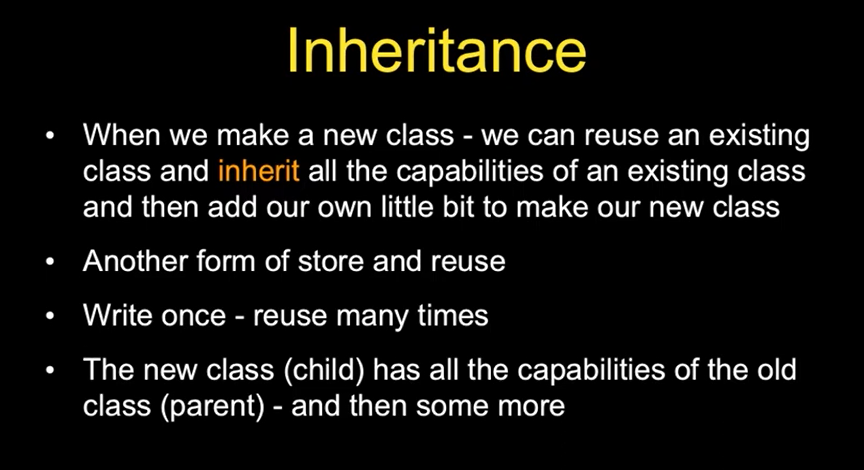 Inheritance
• When we make a new class - we can reuse an existing
class and inherit all the capabilities of an existing class
and then add our own little bit to make our new class
• Another form of store and reuse
• Write once - reuse many times
• The new class (child) has all the capabilities of the old
class (parent) - and then some more